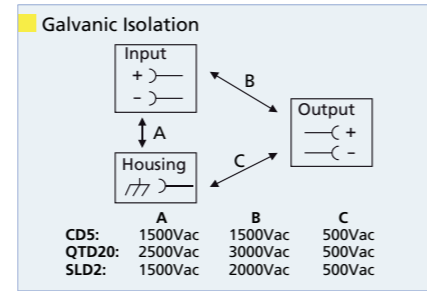 Galvanic Isolation
Input
+
-
B
Output
+
-
A
Housing
C
A B C
CD5: 1500Vac 1500Vac 500Vac
QTD20: 2500Vac 3000Vac 500Vac
SLD2: 1500Vac 2000Vac 500Vac